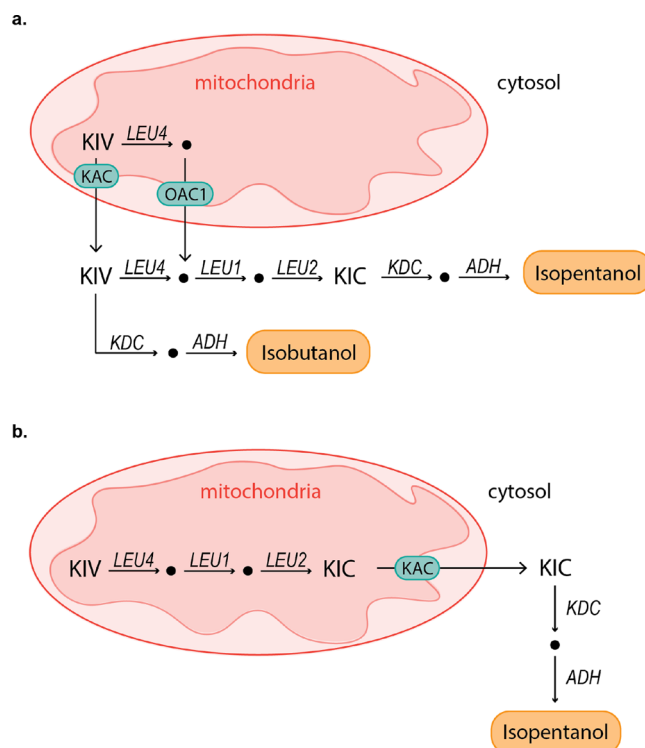 a.
mitochondria
cytosol
KIV LEU4
KAC
OAC1
KIV LEU4 LEU1 LEU2 KIC KDC ADH Isopentanol
KDC ADH Isobutanol
b.
mitochondria
cytosol
KIV LEU4 LEU1 LEU2 KIC KAC KIC
KDC
ADH
Isopentanol